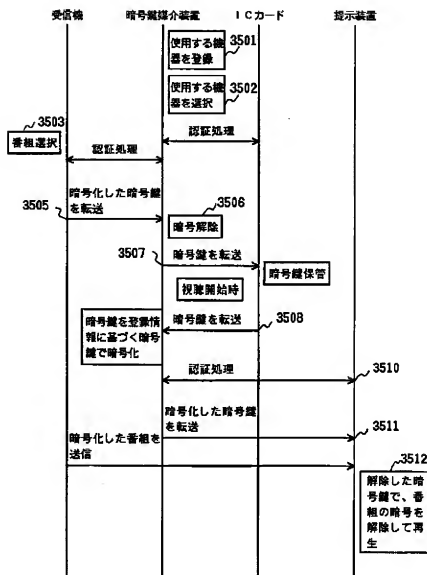 受信機 暗号鍵媒介装置 ICカード 提示装置
使用する機
器を登録
3501
使用する機
器を選択
3502
3503
番組選択
認証処理
認証処理
暗号化した暗号鍵
を転送
3505
3506
暗号解除
3507
暗号鍵を転送
暗号鍵保管
視聴開始時
暗号鍵を登録情
報に基づく暗号
鍵で暗号化
暗号鍵を転送
3508
認証処理
3510
暗号化した暗号鍵
を転送
3511
暗号化した番組を
送信
3512
解除した暗
号鍵で、番
組の暗号を
解除して再
生